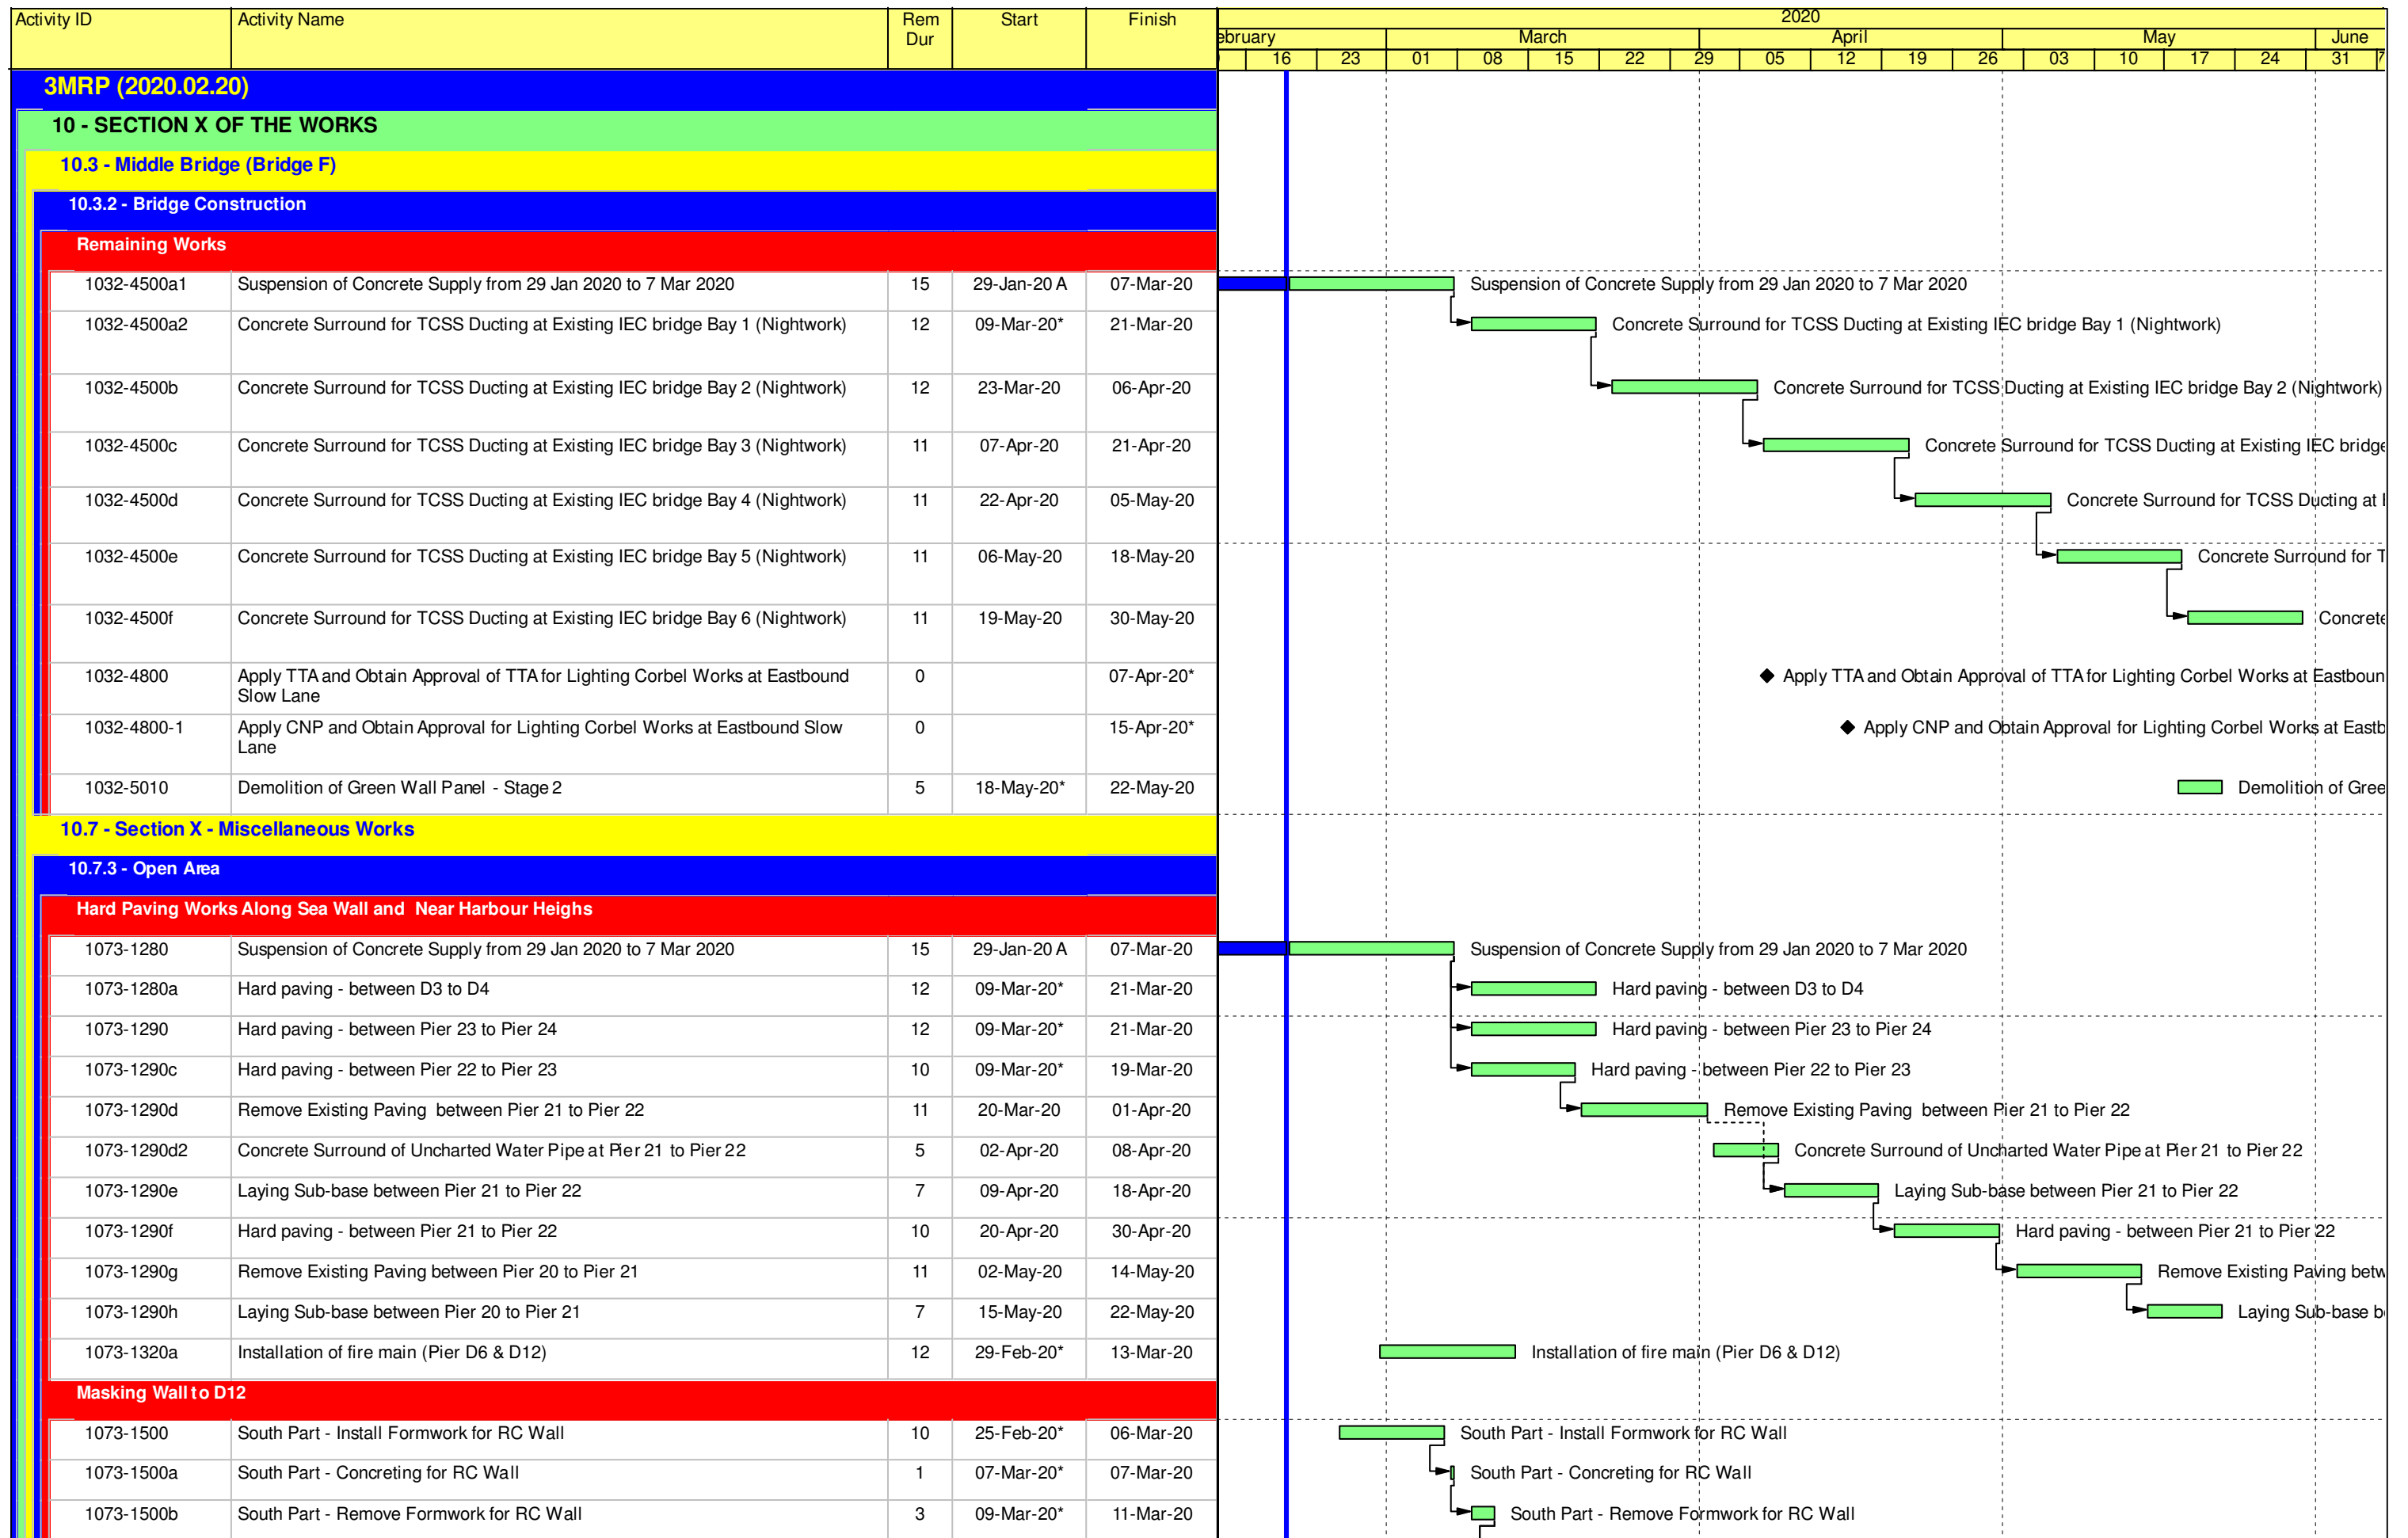 Activity ID Activity Name Rem Dur Start Finish 2020
ebruary March April May June
16 23 01 08 15 22 29 05 12 19 26 03 10 17 24 31 7
3MRP (2020.02.20)
10 - SECTION X OF THE WORKS
10.3 - Middle Bridge (Bridge F)
10.3.2 - Bridge Construction
Remaining Works
1032-4500a1 Suspension of Concrete Supply from 29 Jan 2020 to 7 Mar 2020 15 29-Jan-20 A 07-Mar-20 Suspension of Concrete Supply from 29 Jan 2020 to 7 Mar 2020
1032-4500a2 Concrete Surround for TCSS Ducting at Existing IEC bridge Bay 1 (Nightwork) 12 09-Mar-20* 21-Mar-20 Concrete Surround for TCSS Ducting at Existing IEC bridge Bay 1 (Nightwork)
1032-4500b Concrete Surround for TCSS Ducting at Existing IEC bridge Bay 2 (Nightwork) 12 23-Mar-20 06-Apr-20 Concrete Surround for TCSS Ducting at Existing IEC bridge Bay 2 (Nightwork)
1032-4500c Concrete Surround for TCSS Ducting at Existing IEC bridge Bay 3 (Nightwork) 11 07-Apr-20 21-Apr-20 Concrete Surround for TCSS Ducting at Existing IEC bridge
1032-4500d Concrete Surround for TCSS Ducting at Existing IEC bridge Bay 4 (Nightwork) 11 22-Apr-20 05-May-20 Concrete Surround for TCSS Ducting at
1032-4500e Concrete Surround for TCSS Ducting at Existing IEC bridge Bay 5 (Nightwork) 11 06-May-20 18-May-20 Concrete Surround for T
1032-4500f Concrete Surround for TCSS Ducting at Existing IEC bridge Bay 6 (Nightwork) 11 19-May-20 30-May-20 Concrete
1032-4800 Apply TTA and Obtain Approval of TTA for Lighting Corbel Works at Eastbound Slow Lane 0 07-Apr-20* Apply TTA and Obtain Approval of TTA for Lighting Corbel Works at Eastboun
1032-4800-1 Apply CNP and Obtain Approval for Lighting Corbel Works at Eastbound Slow Lane 0 15-Apr-20* Apply CNP and Obtain Approval for Lighting Corbel Works at Eastb
1032-5010 Demolition of Green Wall Panel - Stage 2 5 18-May-20* 22-May-20 Demolition of Gree
10.7 - Section X - Miscellaneous Works
10.7.3 - Open Area
Hard Paving Works Along Sea Wall and Near Harbour Heighs
1073-1280 Suspension of Concrete Supply from 29 Jan 2020 to 7 Mar 2020 15 29-Jan-20 A 07-Mar-20 Suspension of Concrete Supply from 29 Jan 2020 to 7 Mar 2020
1073-1280a Hard paving - between D3 to D4 12 09-Mar-20* 21-Mar-20 Hard paving - between D3 to D4
1073-1290 Hard paving - between Pier 23 to Pier 24 12 09-Mar-20* 21-Mar-20 Hard paving - between Pier 23 to Pier 24
1073-1290c Hard paving - between Pier 22 to Pier 23 10 09-Mar-20* 19-Mar-20 Hard paving - between Pier 22 to Pier 23
1073-1290d Remove Existing Paving between Pier 21 to Pier 22 11 20-Mar-20 01-Apr-20 Remove Existing Paving between Pier 21 to Pier 22
1073-1290d2 Concrete Surround of Uncharted Water Pipe at Pier 21 to Pier 22 5 02-Apr-20 08-Apr-20 Concrete Surround of Uncharted Water Pipe at Pier 21 to Pier 22
1073-1290e Laying Sub-base between Pier 21 to Pier 22 7 09-Apr-20 18-Apr-20 Laying Sub-base between Pier 21 to Pier 22
1073-1290f Hard paving - between Pier 21 to Pier 22 10 20-Apr-20 30-Apr-20 Hard paving - between Pier 21 to Pier 22
1073-1290g Remove Existing Paving between Pier 20 to Pier 21 11 02-May-20 14-May-20 Remove Existing Paving betw
1073-1290h Laying Sub-base between Pier 20 to Pier 21 7 15-May-20 22-May-20 Laying Sub-base b
1073-1320a Installation of fire main (Pier D6 & D12) 12 29-Feb-20* 13-Mar-20 Installation of fire main (Pier D6 & D12)
Masking Wall to D12
1073-1500 South Part - Install Formwork for RC Wall 10 25-Feb-20* 06-Mar-20 South Part - Install Formwork for RC Wall
1073-1500a South Part - Concreting for RC Wall 1 07-Mar-20* 07-Mar-20 South Part - Concreting for RC Wall
1073-1500b South Part - Remove Formwork for RC Wall 3 09-Mar-20* 11-Mar-20 South Part - Remove Formwork for RC Wall